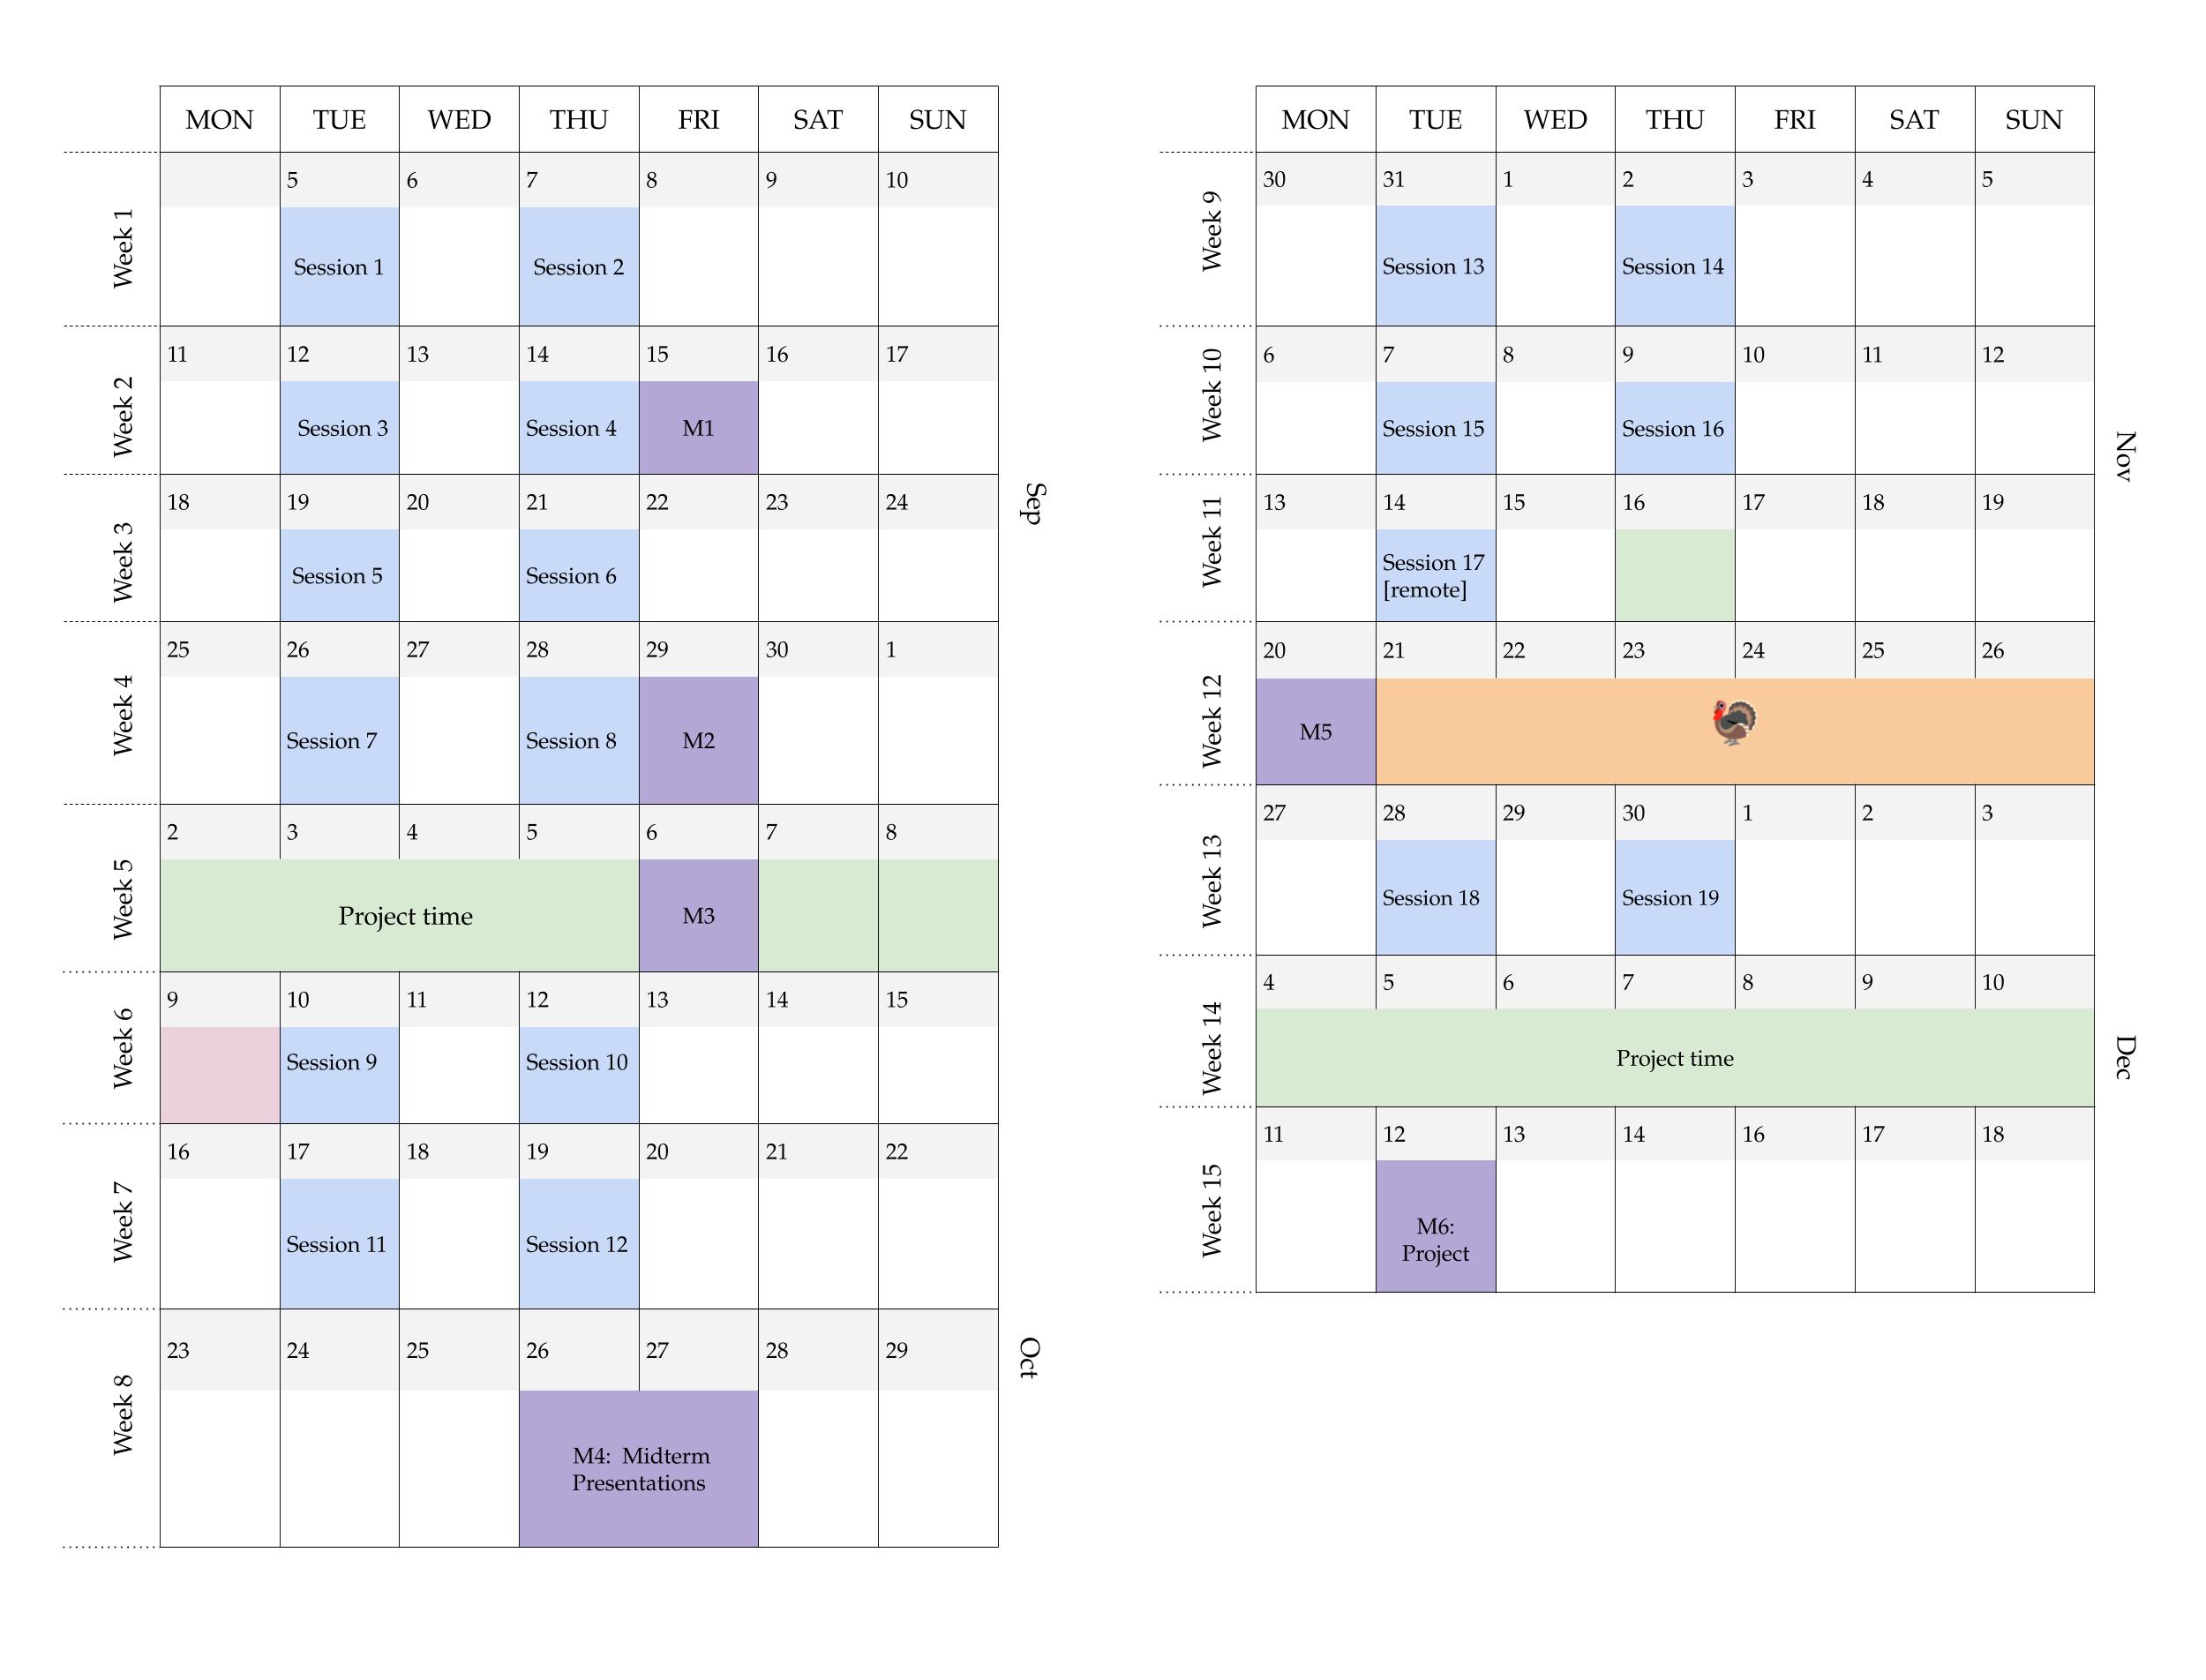 MON TUE WED THU FRI SAT SUN
Week 1
5 6 7 8 9 10
Session 1 Session 2
Week 2
11 12 13 14 15 16 17
Session 3 Session 4 M1
Week 3
18 19 20 21 22 23 24
Session 5 Session 6
Sep
Week 4
25 26 27 28 29 30 1
Session 7 Session 8 M2
Week 5
2 3 4 5 6 7 8
Project time M3
Week 6
9 10 11 12 13 14 15
Session 9 Session 10
Week 7
16 17 18 19 20 21 22
Session 11 Session 12
Week 8
23 24 25 26 27 28 29
M4: Midterm
Presentations
Oct
MON TUE WED THU FRI SAT SUN
Week 9
30 31 1 2 3 4 5
Session 13 Session 14
Week 10
6 7 8 9 10 11 12
Session 15 Session 16
Nov
Week 11
13 14 15 16 17 18 19
Session 17
[remote]
Week 12
20 21 22 23 24 25 26
M5
Week 13
27 28 29 30 1 2 3
Session 18 Session 19
Week 14
4 5 6 7 8 9 10
Project time
Dec
Week 15
11 12 13 14 16 17 18
M6:
Project